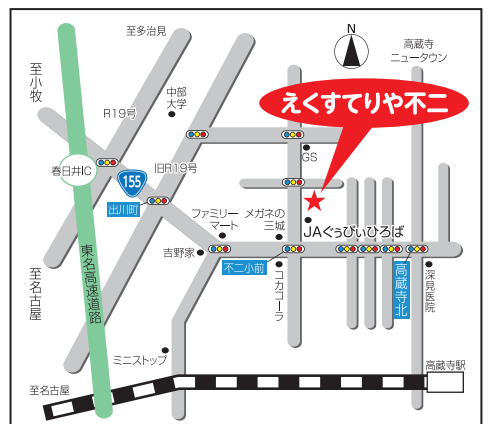 至多治見
N
高蔵寺
ニュータウン
至小牧
中部
大学
えくすてりや不二
R19号
旧R19号
GS
春日井IC
155
出川町
ファミリー
マート
メガネの
三城
JAぐぅぴぃひろば
吉野家
不二小前
コカコーラ
高蔵寺北
深見医院
至名古屋
東名高速道路
ミニストップ
高蔵寺駅
至名古屋